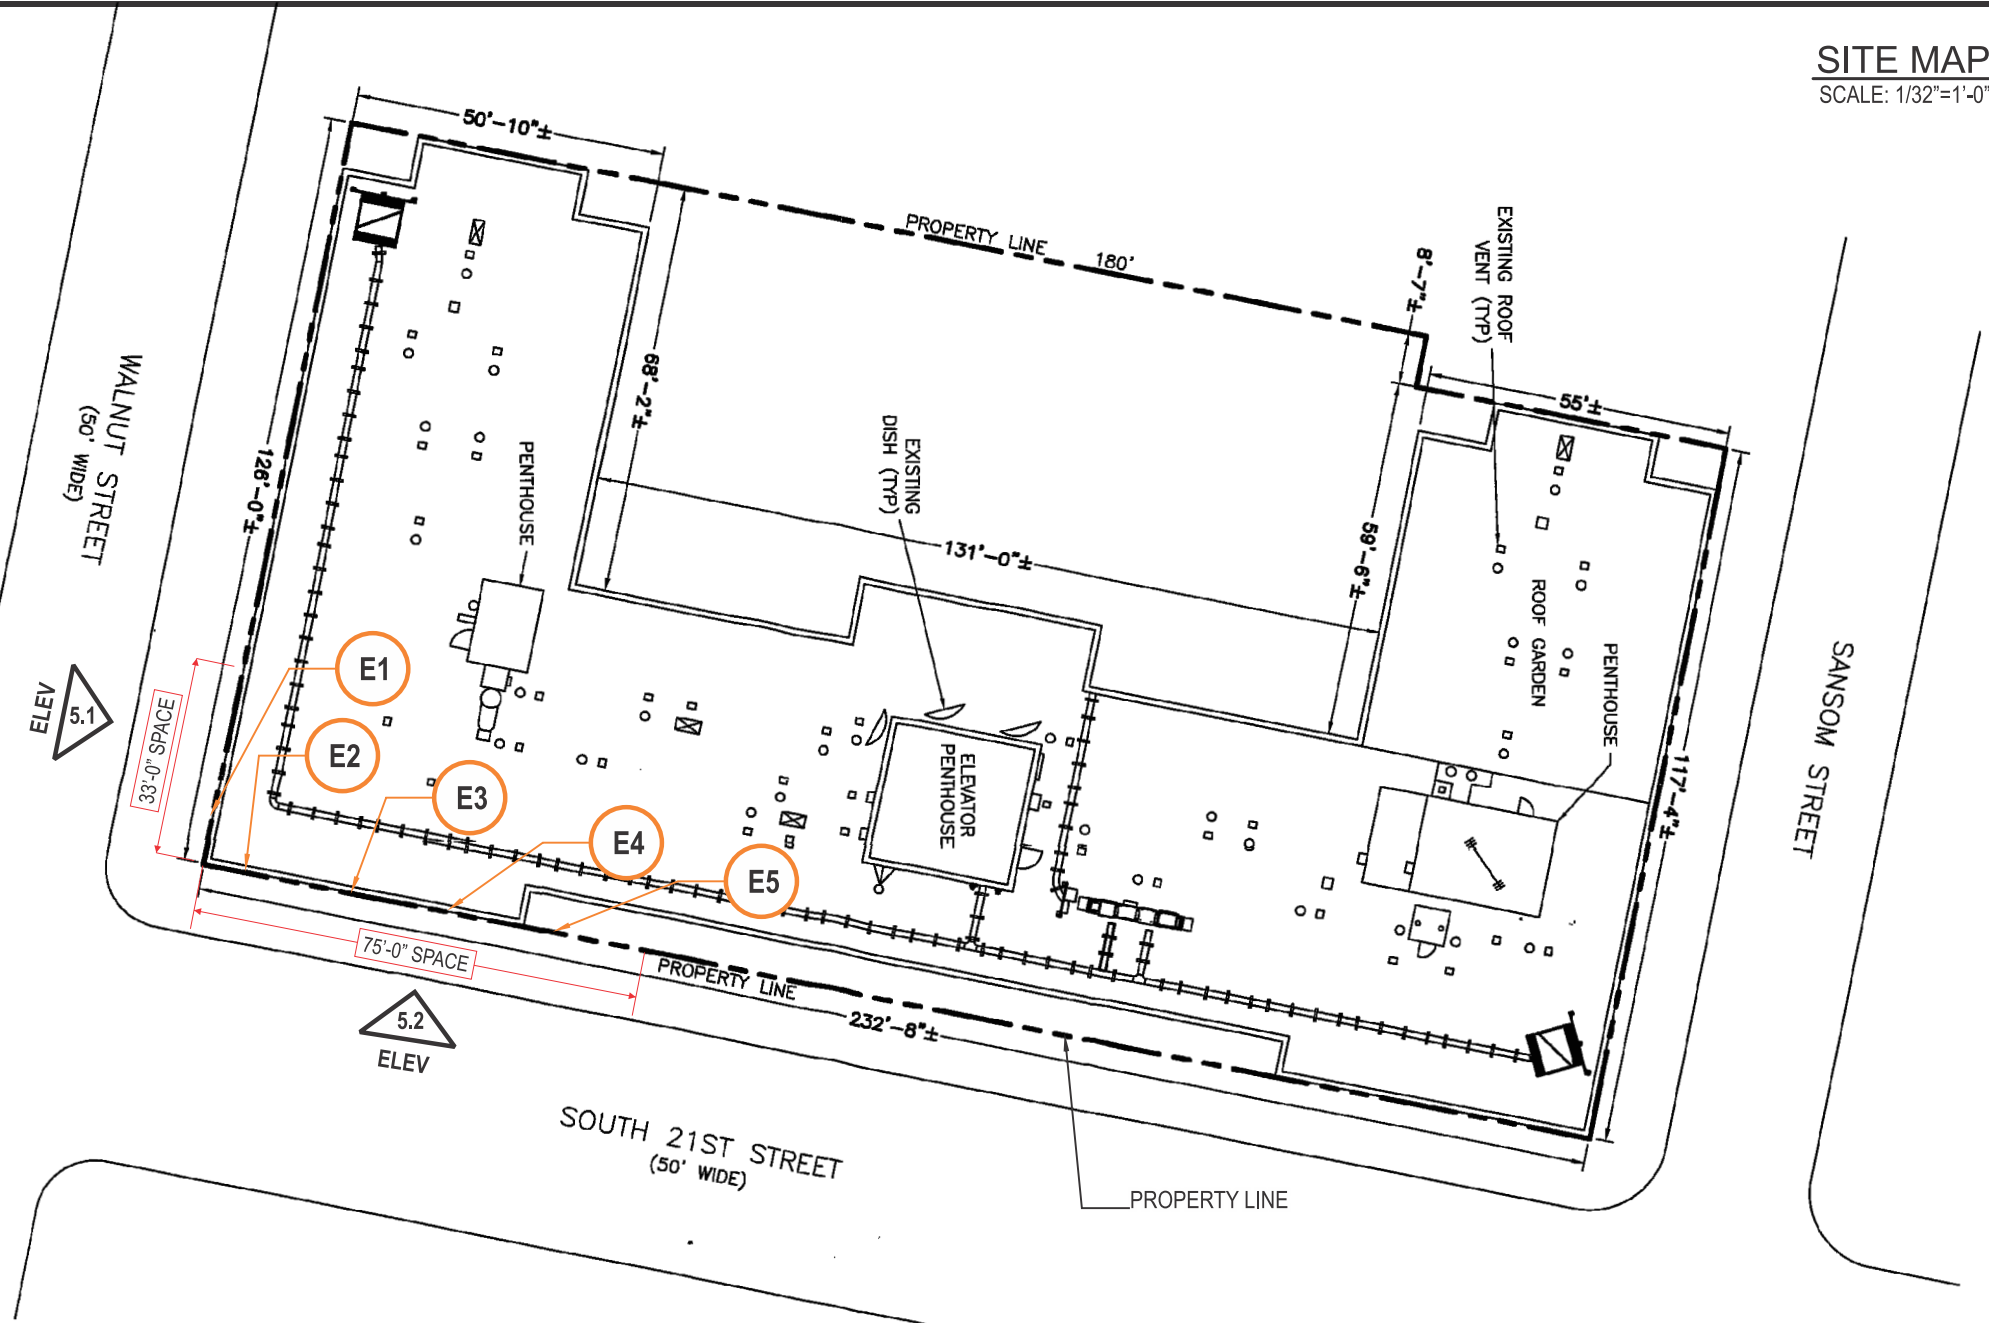 SITE MAP
SCALE: 1/32"=1'-0"
50'-10"±
PROPERTY LINE
180'
8'-7"±
EXISTING ROOF
VENT (TYP)
55'±
WALNUT STREET
(50' WIDE)
126'-0"±
68'-2"±
PENTHOUSE
EXISTING
DISH (TYP)
131'-0"±
59'-6"±
ROOF GARDEN
PENTHOUSE
SANSOM STREET
117'-4"±
ELEV
5.1
33'-0" SPACE
E1
E2
E3
E4
E5
ELEVATOR
PENTHOUSE
75'-0" SPACE
PROPERTY LINE
232'-8"±
5.2
ELEV
SOUTH 21ST STREET
(50' WIDE)
PROPERTY LINE